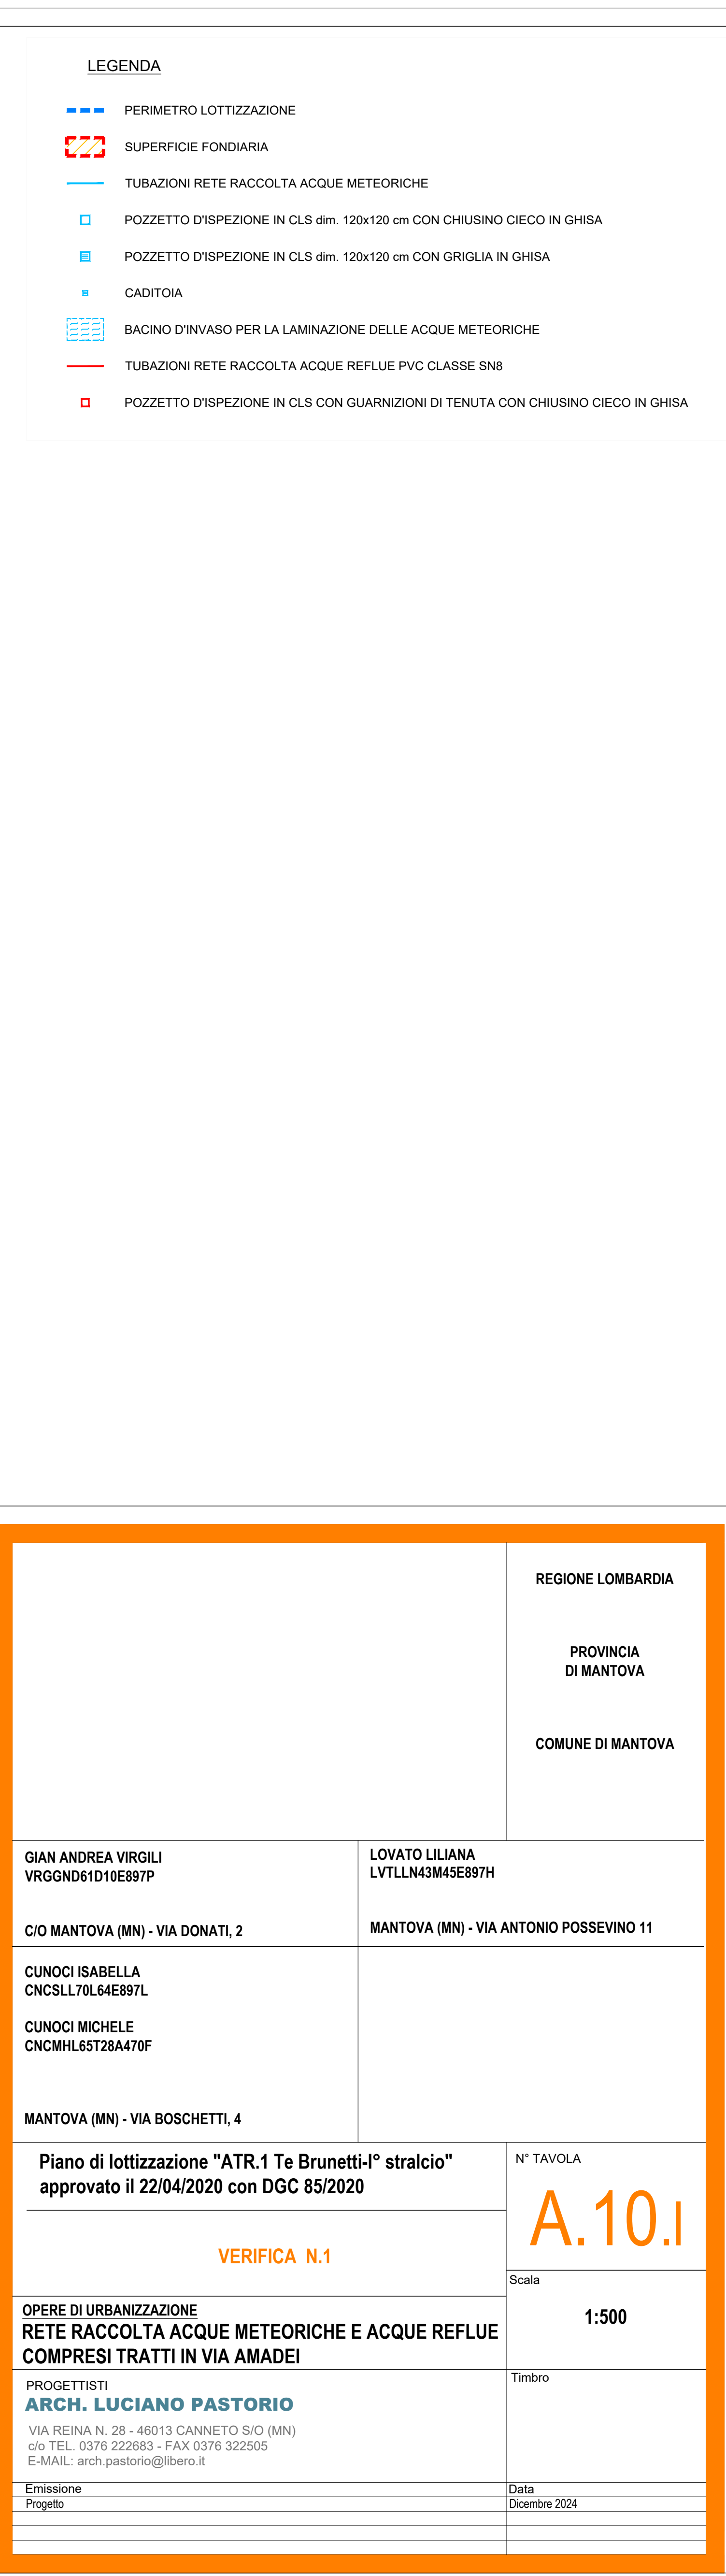 LEGENDA
PERIMETRO LOTTIZZAZIONE
SUPERFICIE FONDIARIA
TUBAZIONI RETE RACCOLTA ACQUE METEORICHE
POZZETTO D'ISPEZIONE IN CLS dim. 120x120 cm CON CHIUSINO CIECO IN GHISA
POZZETTO D'ISPEZIONE IN CLS dim. 120x120 cm CON GRIGLIA IN GHISA
CADITOIA
BACINO D'INVASO PER LA LAMINAZIONE DELLE ACQUE METEORICHE
TUBAZIONI RETE RACCOLTA ACQUE REFLUE PVC CLASSE SN8
POZZETTO D'ISPEZIONE IN CLS CON GUARNIZIONI DI TENUTA CON CHIUSINO CIECO IN GHISA
REGIONE LOMBARDIA
PROVINCIA
DI MANTOVA
COMUNE DI MANTOVA
GIAN ANDREA VIRGILI
VRGGND61D10E897P
C/O MANTOVA (MN) - VIA DONATI, 2
LOVATO LILIANA
LVTLLN43M45E897H
MANTOVA (MN) - VIA ANTONIO POSSEVINO 11
CUNOCI ISABELLA
CNCSLL70L64E897L
CUNOCI MICHELE
CNCMHL65T28A470F
MANTOVA (MN) - VIA BOSCHETTI, 4
Piano di lottizzazione "ATR.1 Te Brunetti-I° stralcio"
approvato il 22/04/2020 con DGC 85/2020
N° TAVOLA
A.10.I
VERIFICA N.1
Scala
1:500
OPERE DI URBANIZZAZIONE
RETE RACCOLTA ACQUE METEORICHE E ACQUE REFLUE
COMPRESI TRATTI IN VIA AMADEI
PROGETTISTI
ARCH. LUCIANO PASTORIO
VIA REINA N. 28 - 46013 CANNETO S/O (MN)
c/o TEL. 0376 222683 - FAX 0376 322505
E-MAIL: arch.pastorio@libero.it
Timbro
Emissione
Data
Progetto
Dicembre 2024